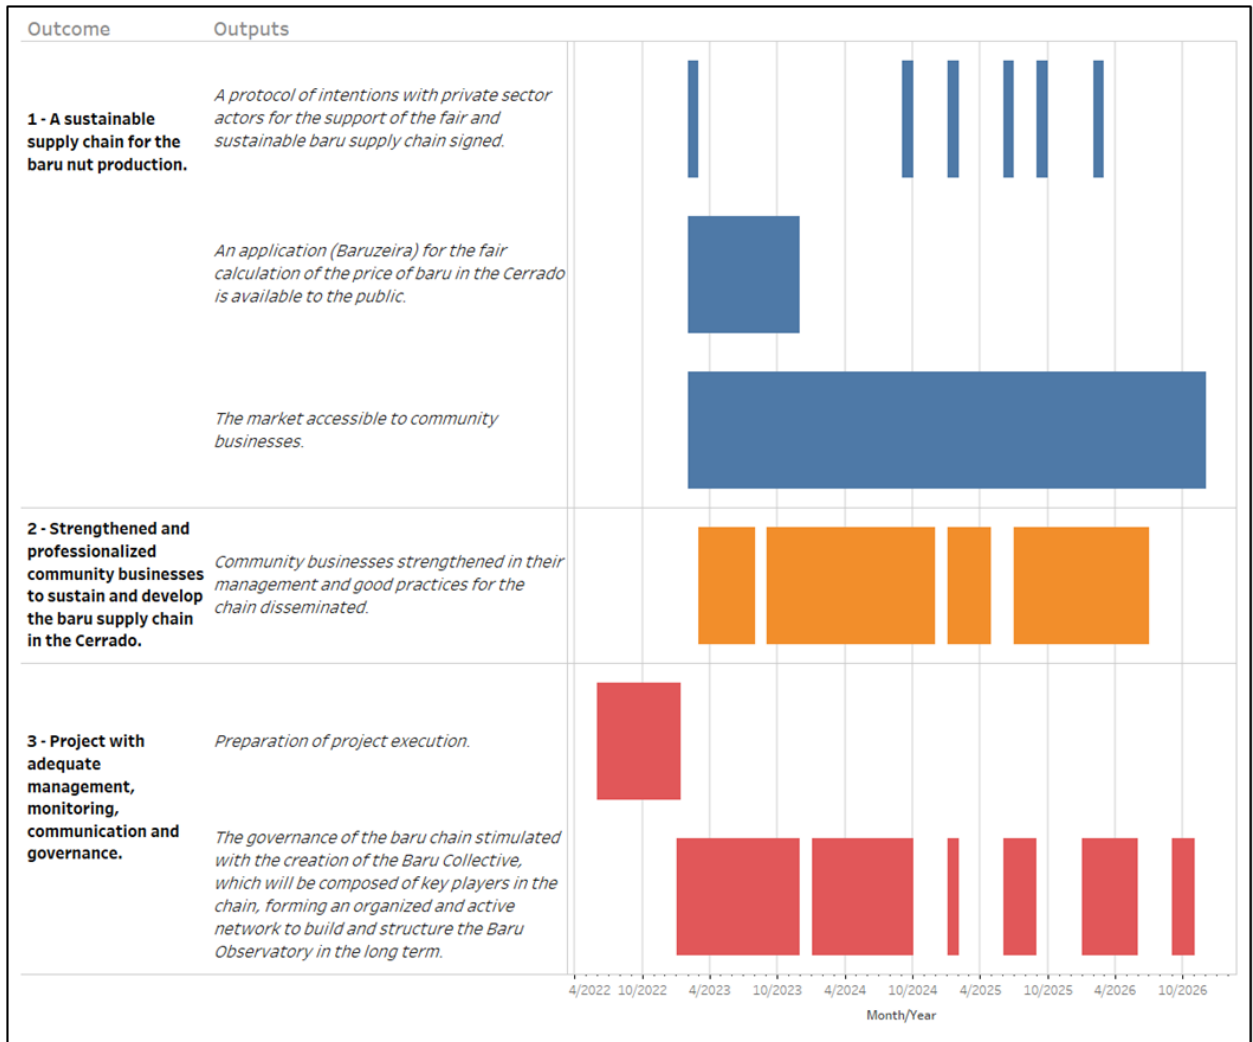 Outcome
Outputs
1 - A sustainable
supply chain for the
baru nut production.
A protocol of intentions with private sector
actors for the support of the fair and
sustainable baru supply chain signed.
An application (Baruzeira) for the fair
calculation of the price of baru in the Cerrado
is available to the public.
The market accessible to community
businesses.
2 - Strengthened and
professionalized
community businesses
to sustain and develop
the baru supply chain
in the Cerrado.
Community businesses strengthened in their
management and good practices for the
chain disseminated.
3 - Project with
adequate
management,
monitoring,
communication and
governance.
Preparation of project execution.
The governance of the baru chain stimulated
with the creation of the Baru Collective,
which will be composed of key players in the
chain, forming an organized and active
network to build and structure the Baru
Observatory in the long term.
4/2022 10/2022 4/2023 10/2023 4/2024 10/2024 4/2025 10/2025 4/2026 10/2026
Month/Year